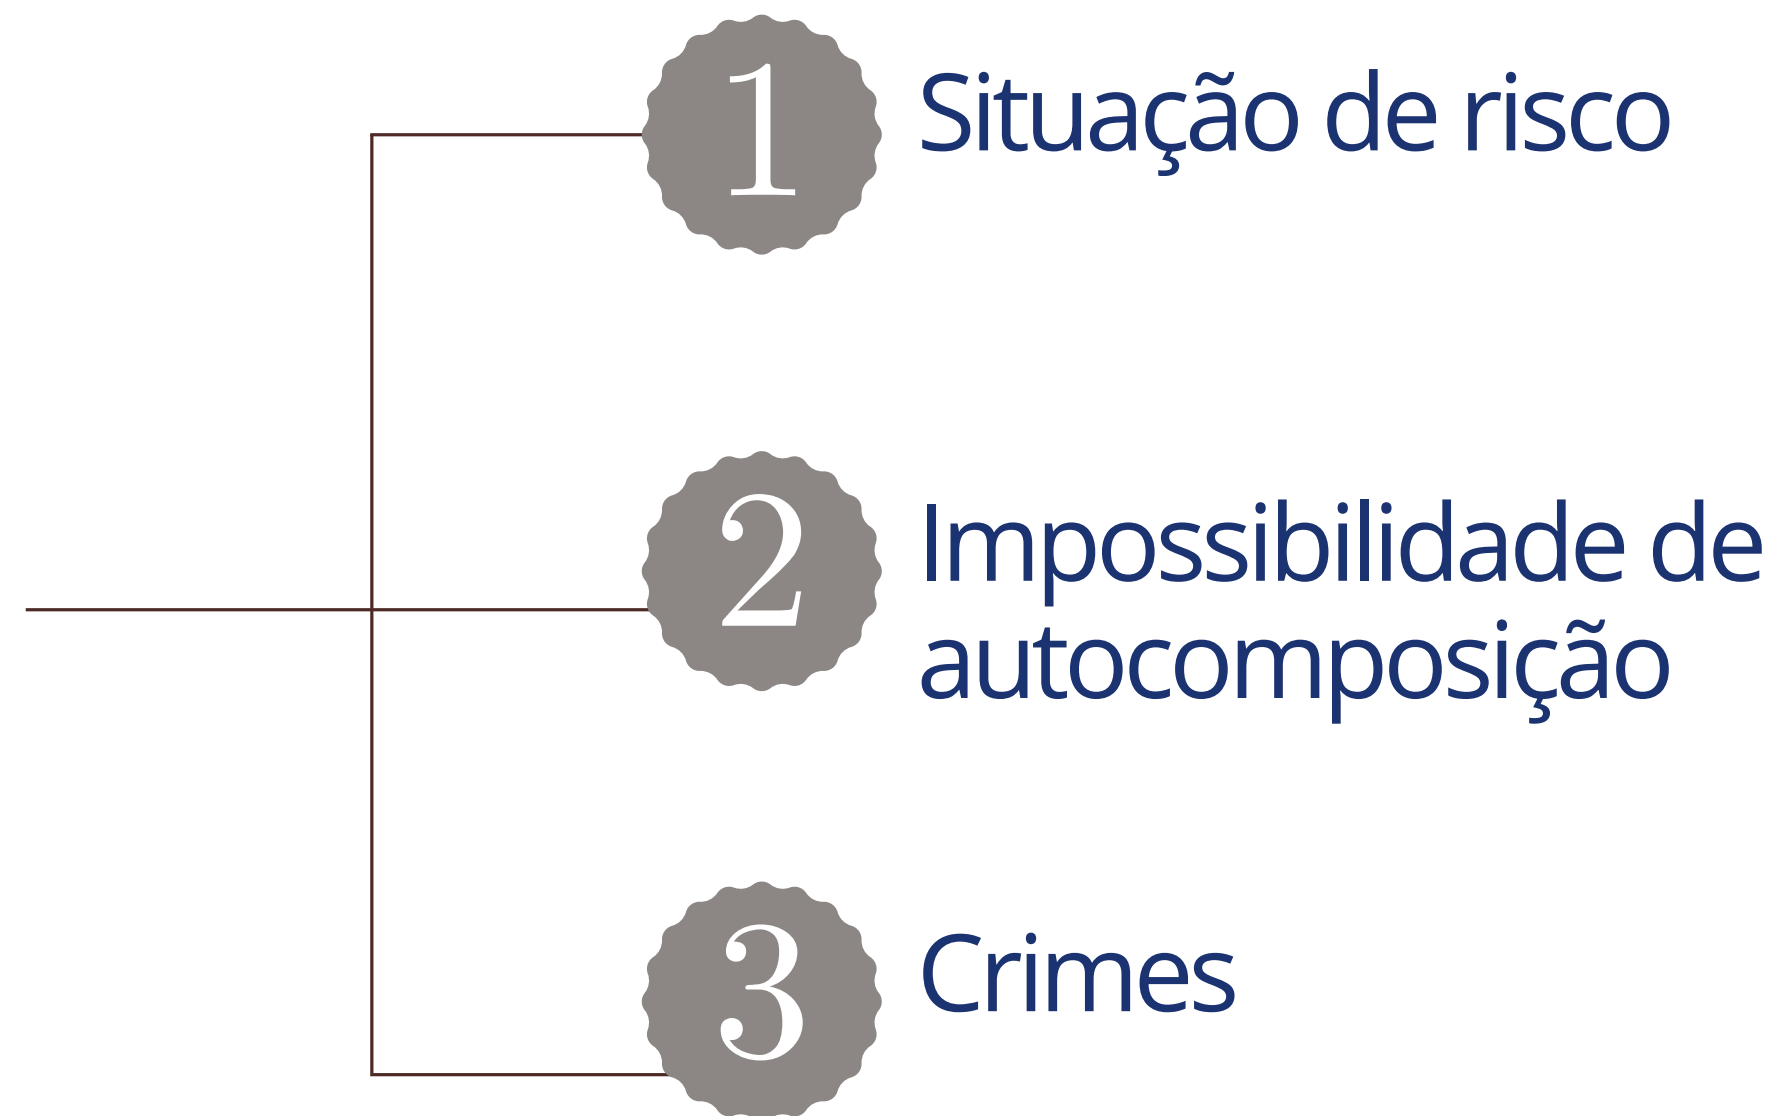 1 Situação de risco
2 Impossibilidade de
autocomposição
3 Crimes